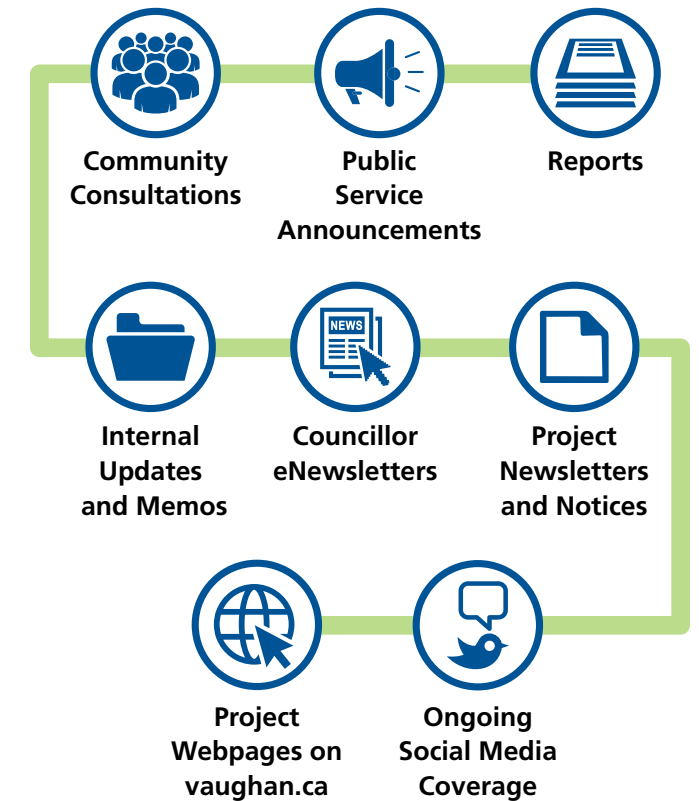 Community
Consultations
Public
Service
Announcements
Reports
NEWS
Internal
Updates
and Memos
Councillor
eNewsletters
Project
Newsletters
and Notices
Project
Webpages on
vaughan.ca
Ongoing
Social Media
Coverage